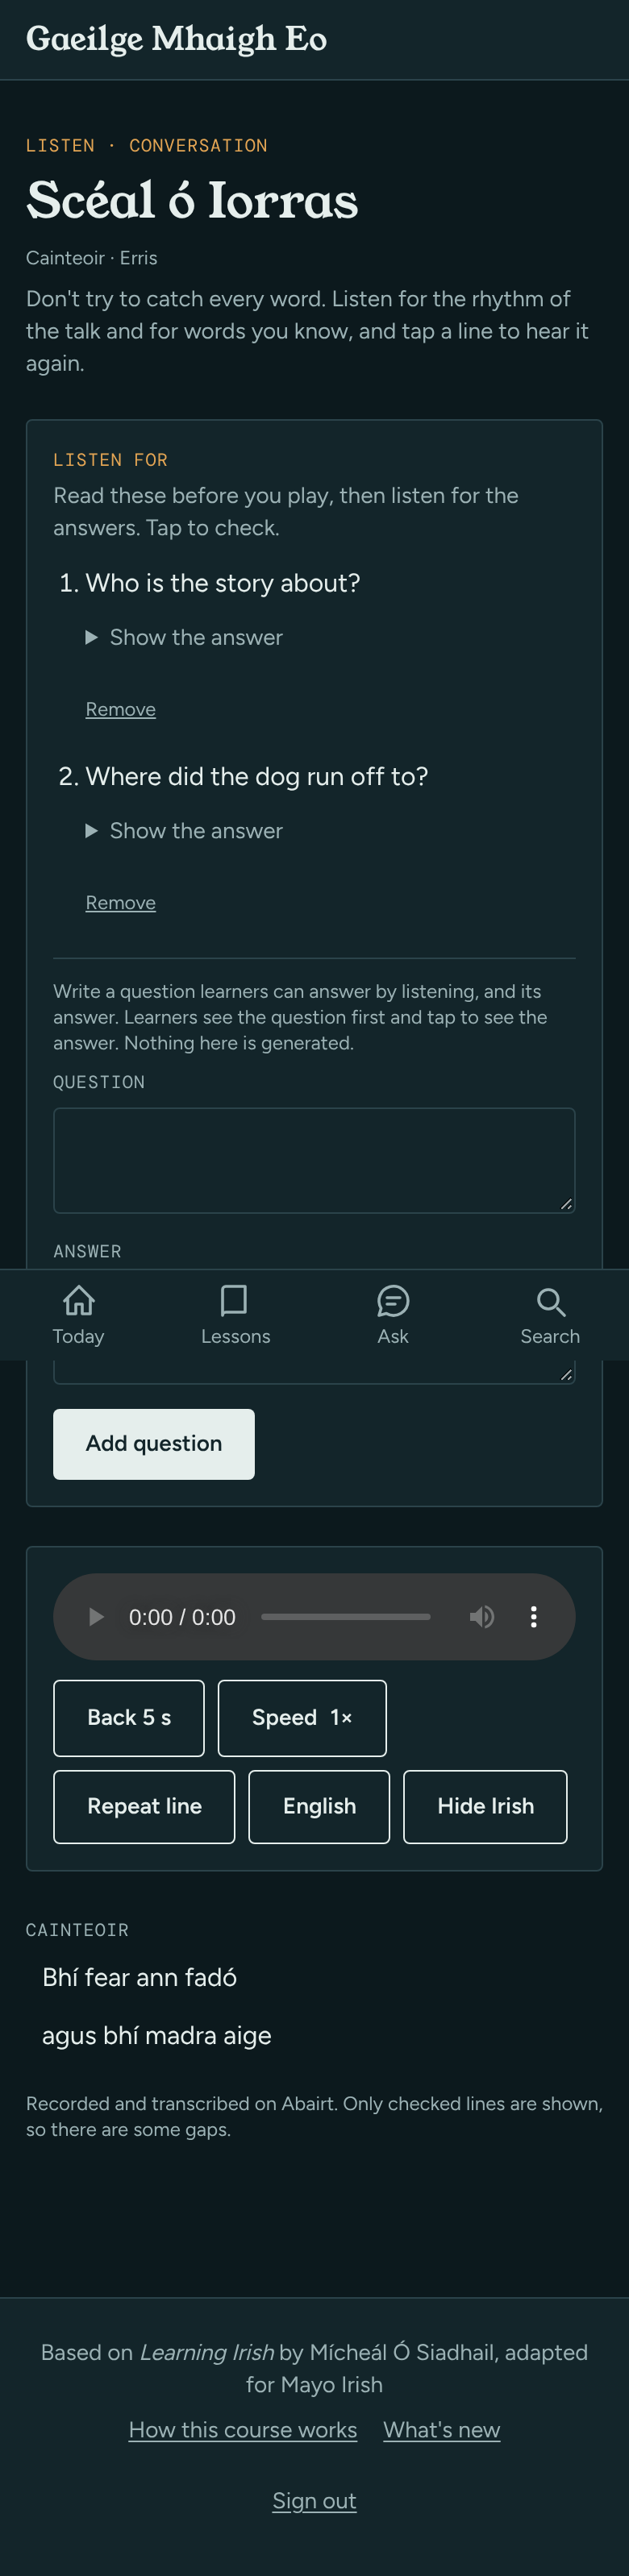 Gaeilge Mhaigh Eo
LISTEN · CONVERSATION
Scéal ó Iorras
Cainteoir · Erris
Don't try to catch every word. Listen for the rhythm of
the talk and for words you know, and tap a line to hear it
again.
LISTEN FOR
Read these before you play, then listen for the
answers. Tap to check.
1. Who is the story about?
Show the answer
Remove
2. Where did the dog run off to?
Show the answer
Remove
Write a question learners can answer by listening, and its
answer. Learners see the question first and tap to see the
answer. Nothing here is generated.
QUESTION
ANSWER
Today
Lessons
Ask
Search
Add question
0:00 / 0:00
Back 5 s
Speed 1×
Repeat line
English
Hide Irish
CAINTEOIR
Bhí fear ann fadó
agus bhí madra aige
Recorded and transcribed on Abairt. Only checked lines are shown,
so there are some gaps.
Based on Learning Irish by Mícheál Ó Siadhail, adapted
for Mayo Irish
How this course works What's new
Sign out